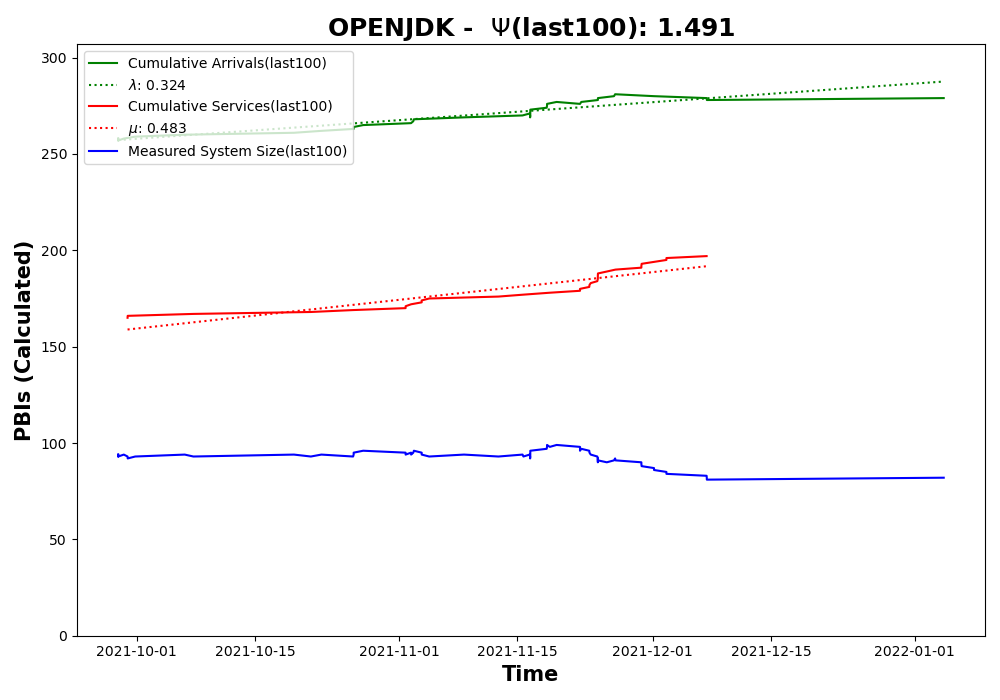 OPENJDK -  Ψ(last100): 1.491
Cumulative Arrivals(last100)
λ: 0.324
Cumulative Services(last100)
μ: 0.483
Measured System Size(last100)
PBIs (Calculated)
300
250
200
150
100
50
0
2021-10-01 2021-10-15 2021-11-01 2021-11-15 2021-12-01 2021-12-15 2022-01-01
Time